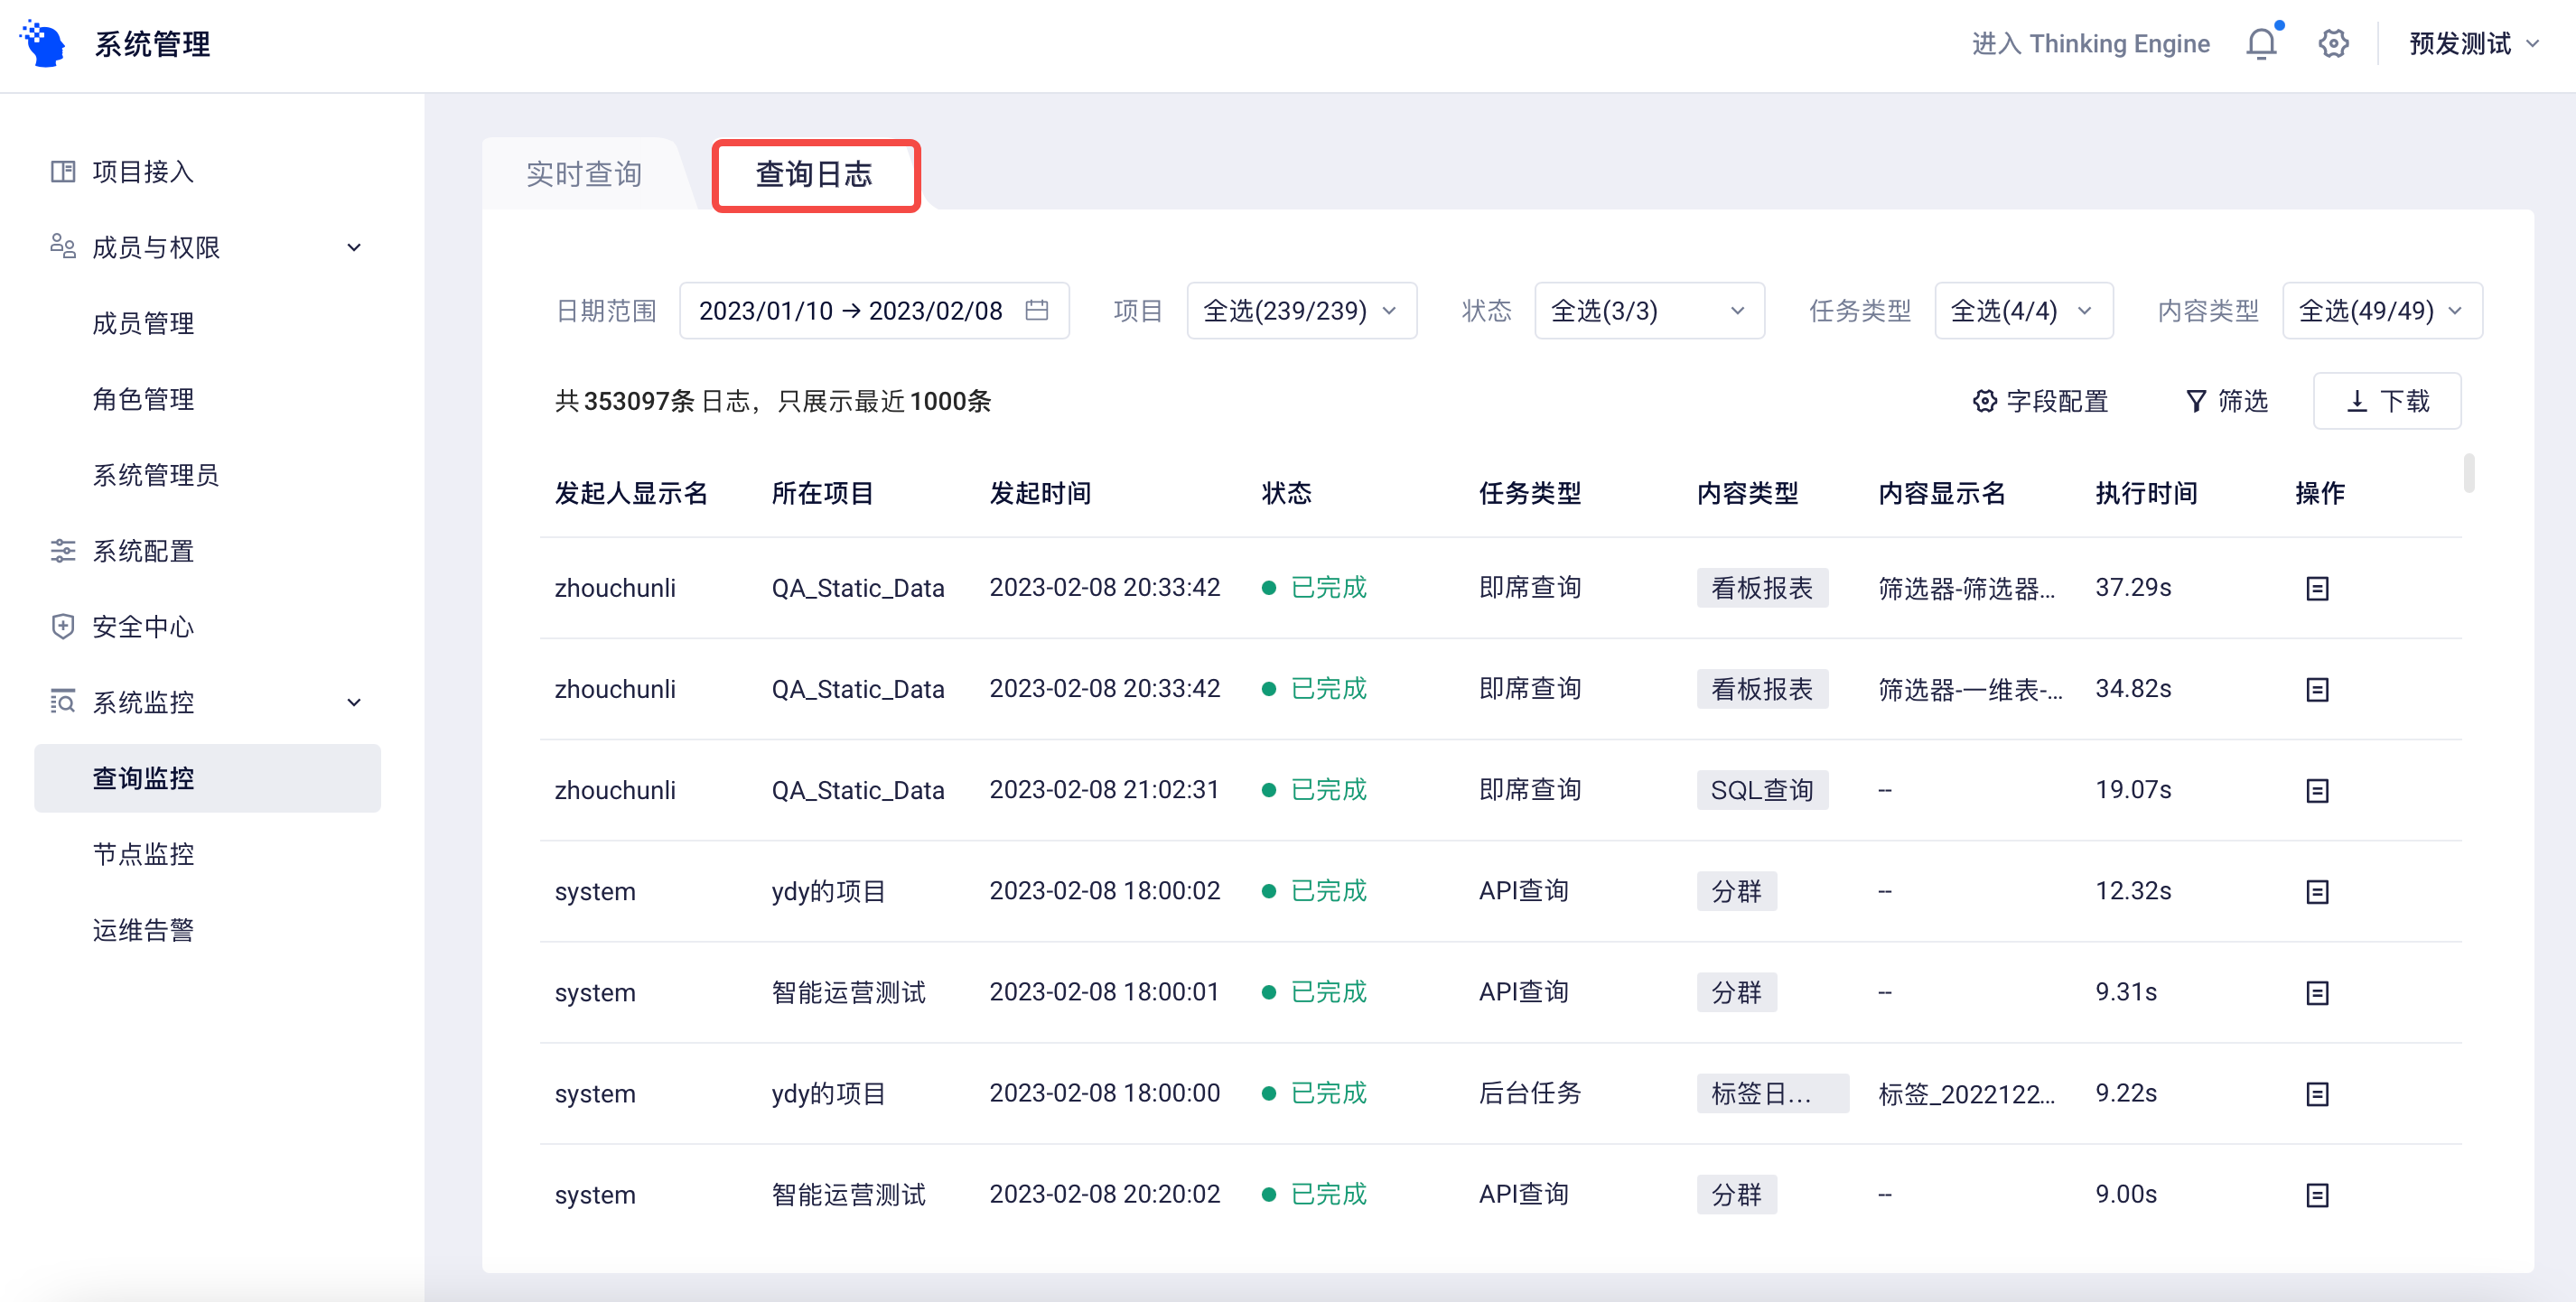 系统管理
进入 Thinking Engine
预发测试
项目接入
成员与权限
成员管理
角色管理
系统管理员
系统配置
安全中心
系统监控
查询监控
节点监控
运维告警
实时查询 查询日志
日期范围 2023/01/10 → 2023/02/08 项目 全选(239/239) 状态 全选(3/3) 任务类型 全选(4/4) 内容类型 全选(49/49)
共 353097条 日志，只展示最近 1000条 字段配置 筛选 下载
发起人显示名 所在项目 发起时间 状态 任务类型 内容类型 内容显示名 执行时间 操作
zhouchunli QA_Static_Data 2023-02-08 20:33:42 已完成 即席查询 看板报表 筛选器-筛选器... 37.29s
zhouchunli QA_Static_Data 2023-02-08 20:33:42 已完成 即席查询 看板报表 筛选器-一维表-... 34.82s
zhouchunli QA_Static_Data 2023-02-08 21:02:31 已完成 即席查询 SQL查询 -- 19.07s
system ydy的项目 2023-02-08 18:00:02 已完成 API查询 分群 -- 12.32s
system 智能运营测试 2023-02-08 18:00:01 已完成 API查询 分群 -- 9.31s
system ydy的项目 2023-02-08 18:00:00 已完成 后台任务 标签日... 标签_2022122... 9.22s
system 智能运营测试 2023-02-08 20:20:02 已完成 API查询 分群 -- 9.00s